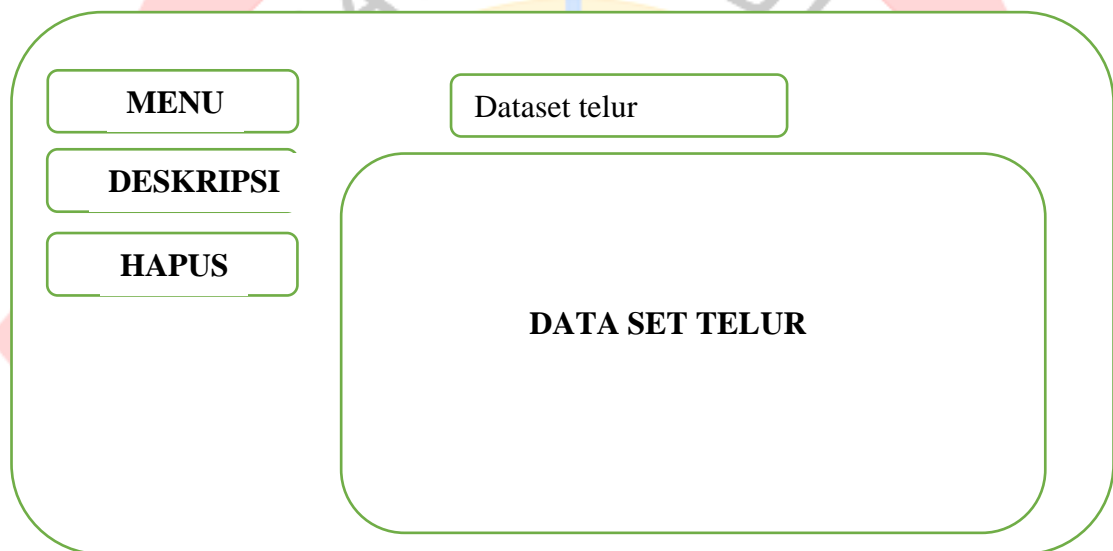 MENU
Dataset telur
DESKRIPSI
HAPUS
DATA SET TELUR